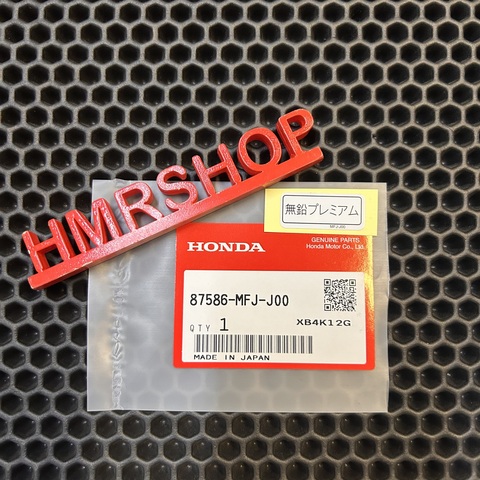 HMRSHOP
無鉛プレミアム
MFJJ00
HONDA
GENUINE PARTS
Honda Motor Co., Ltd.
87586-MFJ-J00
QTY 1
XB4K12G
MADE IN JAPAN